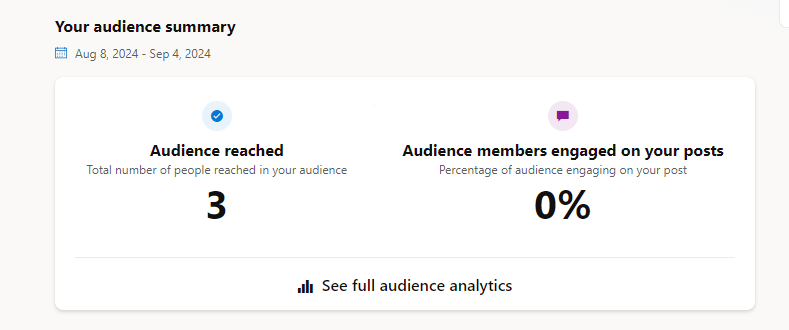 Your audience summary
Aug 8, 2024 - Sep 4, 2024
Audience reached
Total number of people reached in your audience
3
Audience members engaged on your posts
Percentage of audience engaging on your post
0%
See full audience analytics